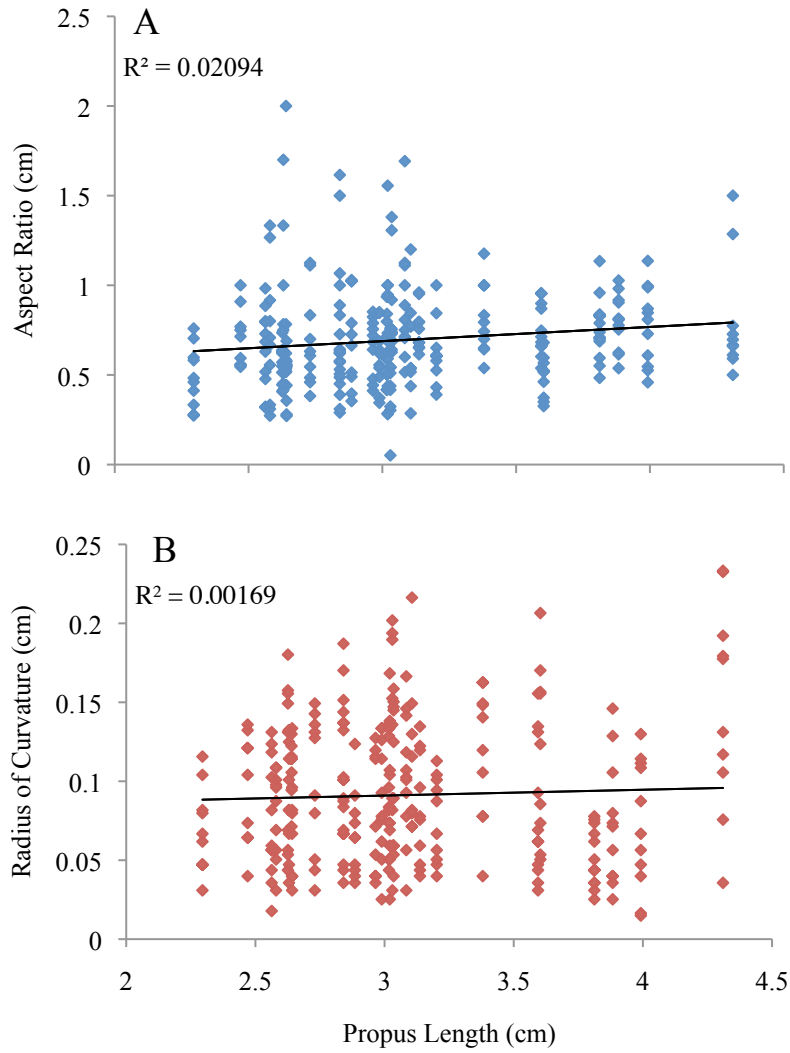 A
R² = 0.02094
2.5
2
1.5
1
0.5
0
Aspect Ratio (cm)
B
R² = 0.00169
0.25
0.2
0.15
0.1
0.05
0
Radius of Curvature (cm)
2 2.5 3 3.5 4 4.5
Propus Length (cm)